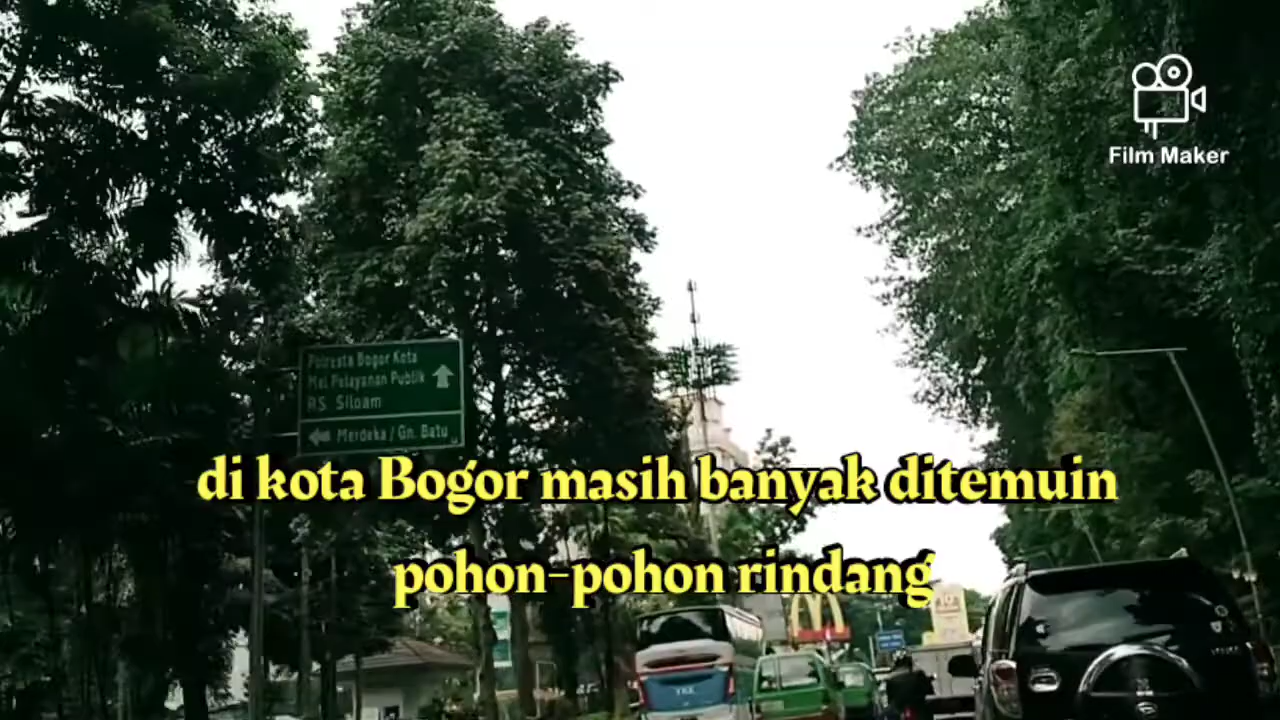 Film Maker
Polresta Bogor Kota
Mal Pelayanan Publik
RS. Siloam
Merdeka / Gn. Batu
di kota Bogor masih banyak ditemuin
pohon-pohon rindang